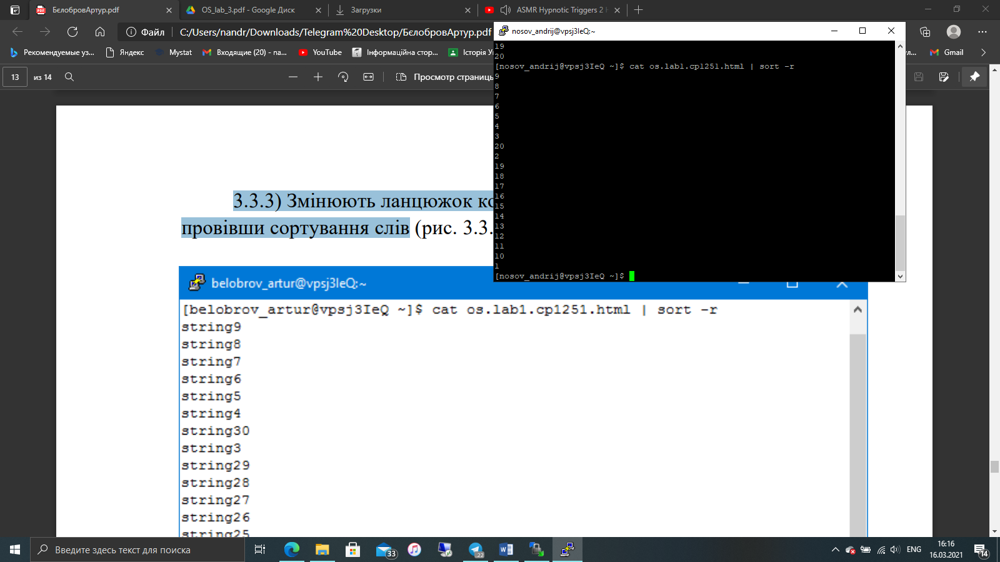 БєлобровАртур.pdf
OS_lab_3.pdf - Google Диск
Загрузки
ASMR Hypnotic Triggers 2
Файл
C:/Users/nandr/Downloads/Telegram%20Desktop/БєлобровАртур.pdf
Рекомендуемые уз...
Яндекс
Mystat
Входящие (20) - na...
YouTube
Інформаційна стор...
Історія
Gmail
13
из 14
Просмотр страницы
nosov_andrij@vpsj3IeQ:~
19
20
[nosov_andrij@vpsj3IeQ ~]$ cat os.lab1.cp1251.html | sort -r
9
8
7
6
5
4
3
20
2
19
18
17
16
15
14
13
12
11
10
1
[nosov_andrij@vpsj3IeQ ~]$
3.3.3) Змінюють ланцюжок
провівши сортування слів (рис. 3.3.
belobrov_artur@vpsj3IeQ:~
[belobrov_artur@vpsj3IeQ ~]$ cat os.lab1.cp1251.html | sort -r
string9
string8
string7
string6
string5
string4
string30
string3
string29
string28
string27
string26
string25
Введите здесь текст для поиска
33
22
ENG
16:16
16.03.2021
14